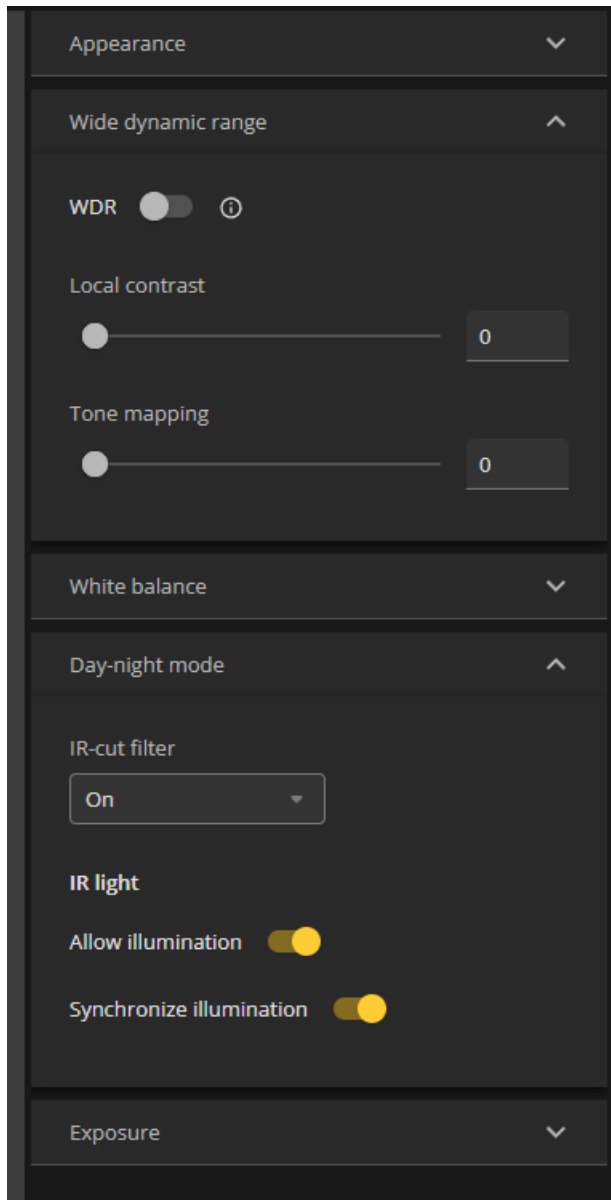 Appearance
Wide dynamic range
WDR
Local contrast
0
Tone mapping
0
White balance
Day-night mode
IR-cut filter
On
IR light
Allow illumination
Synchronize illumination
Exposure